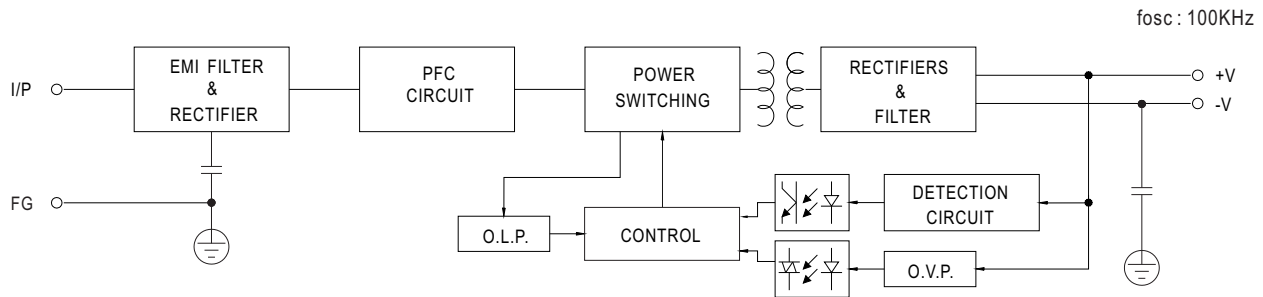 fosc : 100KHz
I/P
EMI FILTER
&
RECTIFIER
PFC
CIRCUIT
POWER
SWITCHING
RECTIFIERS
&
FILTER
+V
-V
FG
O.L.P.
CONTROL
DETECTION
CIRCUIT
O.V.P.